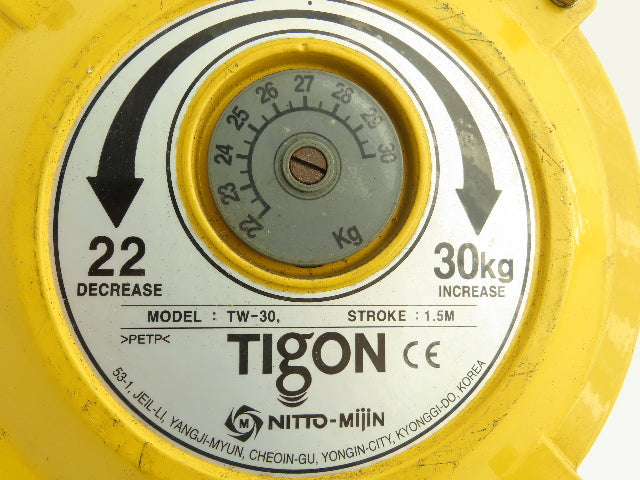 22 23 24 25 26 27 28 29 30
Kg
22
DECREASE
30kg
INCREASE
MODEL : TW-30, STROKE : 1.5M
>PETP<
TIGON CE
M NITTO-MIJIN
53-1, JEIL-LI, YANGJI-MYUN, CHEOIN-GU, YONGIN-CITY, KYONGGI-DO, KOREA